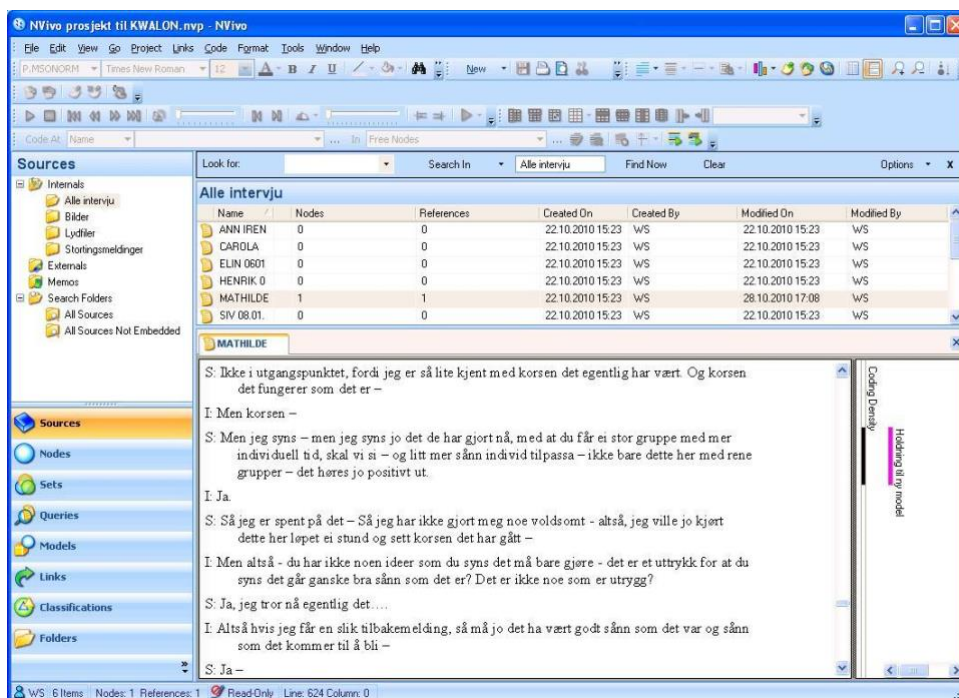 NVivo prosjekt til KWALON.nvp - NVivo
File Edit View Go Project Links Code Format Tools Window Help
P.MSONORM Times New Roman 12 A B I U New
Code At Name ... In Free Nodes ...
Sources
Internals
Alle intervju
Bilder
Lydfiler
Stortingsmeldinger
Externals
Memos
Search Folders
All Sources
All Sources Not Embedded
Sources
Nodes
Sets
Queries
Models
Links
Classifications
Folders
Look for: Search In Alle intervju Find Now Clear Options x
Alle intervju
Name Nodes References Created On Created By Modified On Modified By
ANN IREN 0 0 22.10.2010 15:23 WS 22.10.2010 15:23 WS
CAROLA 0 0 22.10.2010 15:23 WS 22.10.2010 15:23 WS
ELIN 0601 0 0 22.10.2010 15:23 WS 22.10.2010 15:23 WS
HENRIK 0 0 0 22.10.2010 15:23 WS 22.10.2010 15:23 WS
MATHILDE 1 1 22.10.2010 15:23 WS 28.10.2010 17:08 WS
SIV 08.01. 0 0 22.10.2010 15:23 WS 22.10.2010 15:23 WS
MATHILDE
S: Ikke i utgangspunktet, fordi jeg er så lite kjent med korsen det egentlig har vært. Og korsen
det fungerer som det er –
I: Men korsen –
S: Men jeg syns – men jeg syns jo det de har gjort nå, med at du får ei stor gruppe med mer
individuell tid, skal vi si – og litt mer sånn individ tilpassa – ikke bare dette her med rene
grupper – det høres jo positivt ut.
I: Ja.
S: Så jeg er spent på det – Så jeg har ikke gjort meg noe voldsomt - altså, jeg ville jo kjørt
dette her løpet ei stund og sett korsen det har gått –
I: Men altså - du har ikke noen ideer som du syns det må bare gjøre - det er et uttrykk for at du
syns det går ganske bra sånn som det er? Det er ikke noe som er utrygg?
S: Ja, jeg tror nå egentlig det….
I: Altså hvis jeg får en slik tilbakemelding, så må jo det ha vært godt sånn som det var og sånn
som det kommer til å bli –
S: Ja –
Coding Density
Holdning til ny modell
WS 6 Items Nodes: 1 References: 1 Read-Only Line: 624 Column: 0